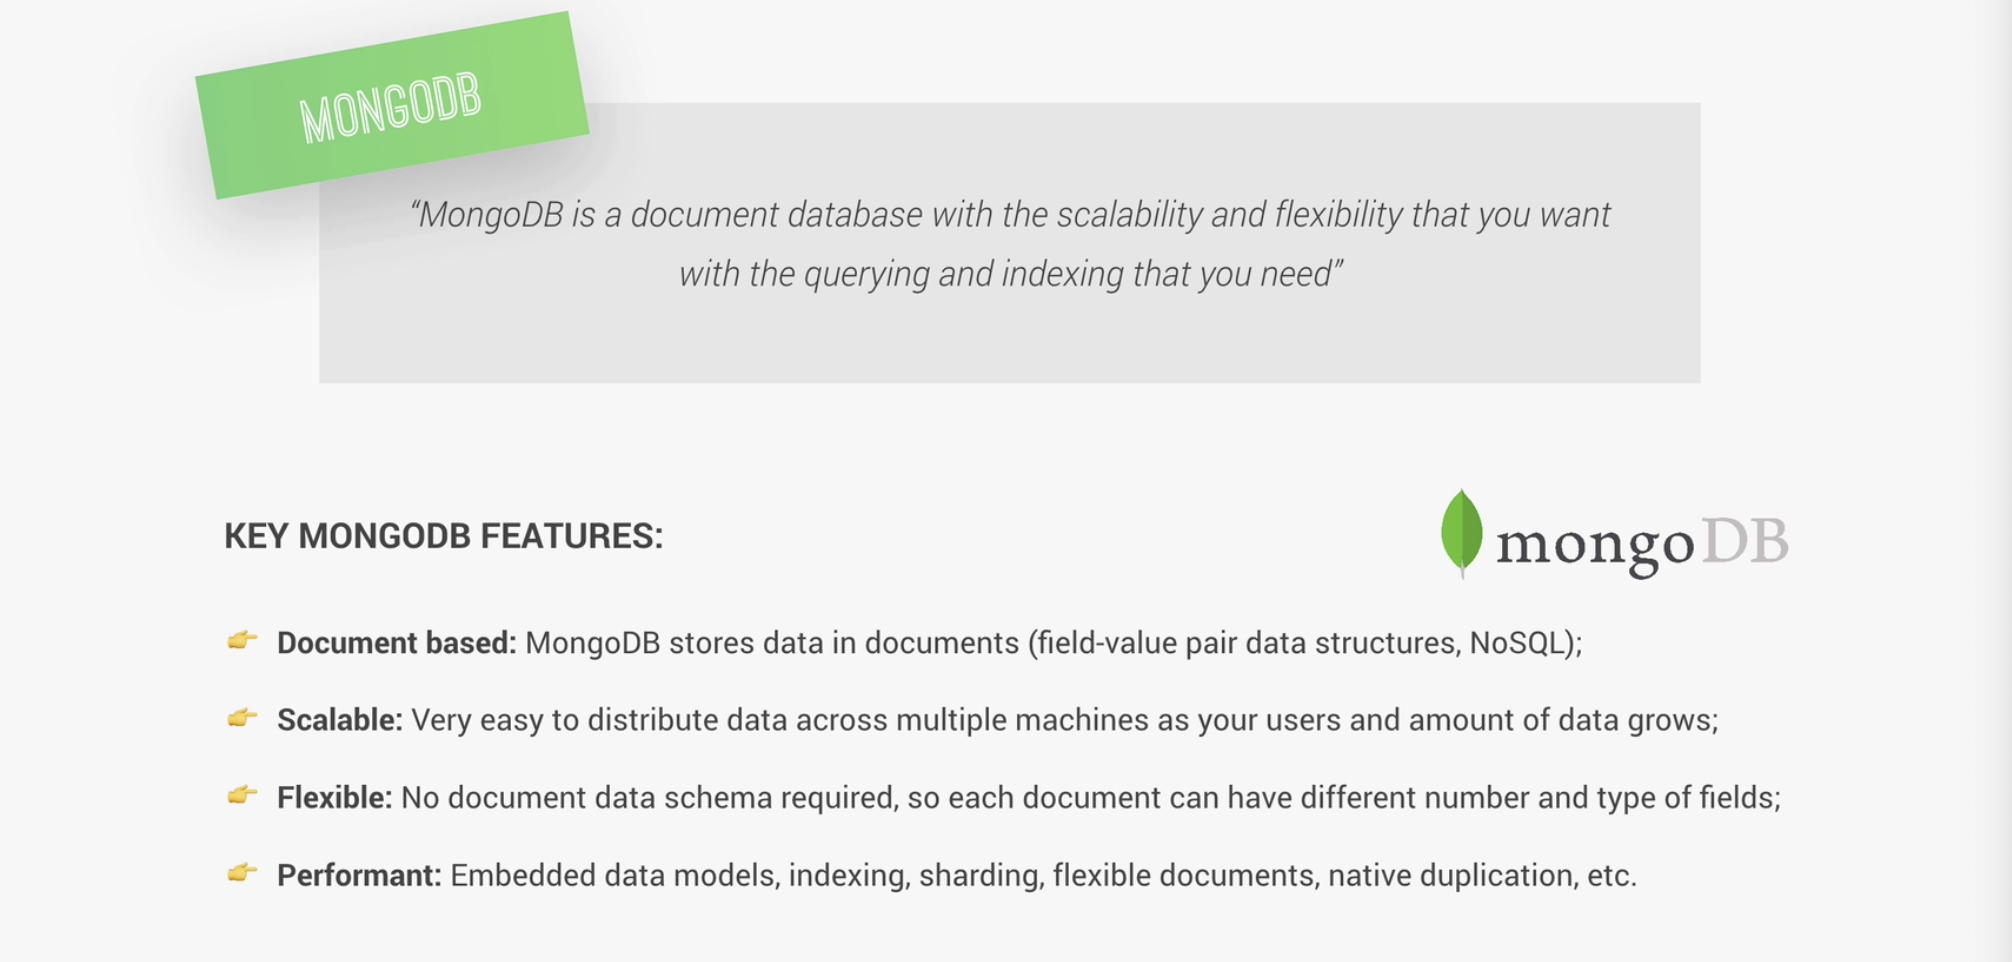 MONGODB
“MongoDB is a document database with the scalability and flexibility that you want
with the querying and indexing that you need”
KEY MONGODB FEATURES:
mongoDB
👉 Document based: MongoDB stores data in documents (field-value pair data structures, NoSQL);
👉 Scalable: Very easy to distribute data across multiple machines as your users and amount of data grows;
👉 Flexible: No document data schema required, so each document can have different number and type of fields;
👉 Performant: Embedded data models, indexing, sharding, flexible documents, native duplication, etc.